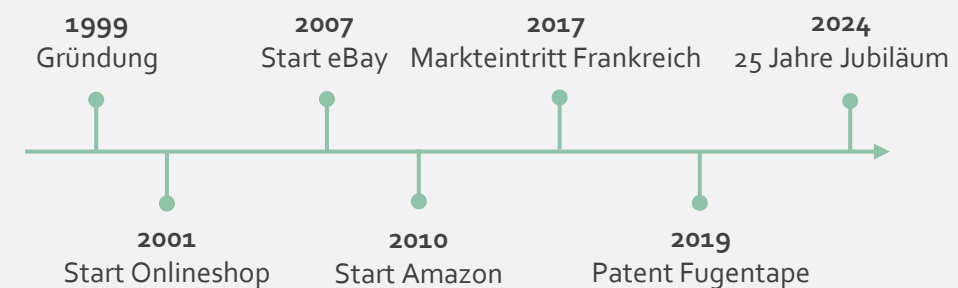 1999
Gründung
2007
Start eBay
2017
Markteintritt Frankreich
2024
25 Jahre Jubiläum
2001
Start Onlineshop
2010
Start Amazon
2019
Patent Fugentape